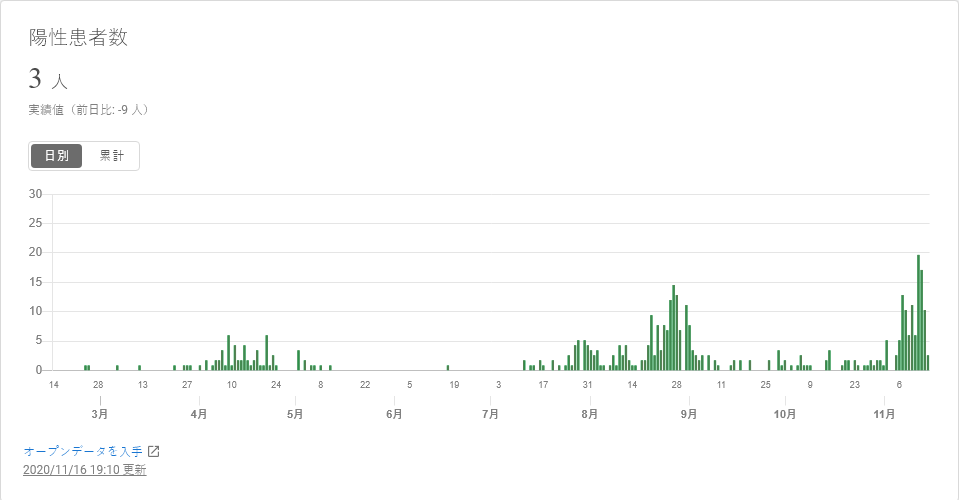 陽性患者数
3 人
実績値（前日比: -9 人）
日別 累計
30
25
20
15
10
5
0
14 28 13 27 10 24 8 22 5 19 3 17 31 14 28 11 25 9 23 6
3月 4月 5月 6月 7月 8月 9月 10月 11月
オープンデータを入手
2020/11/16 19:10 更新